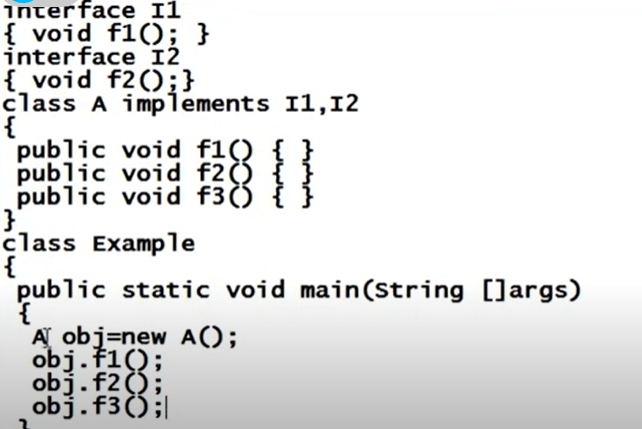 interface I1
{ void f1(); }
interface I2
{ void f2();}
class A implements I1,I2
{
public void f1() { }
public void f2() { }
public void f3() { }
}
class Example
{
public static void main(String []args)
{
A obj=new A();
obj.f1();
obj.f2();
obj.f3();
}